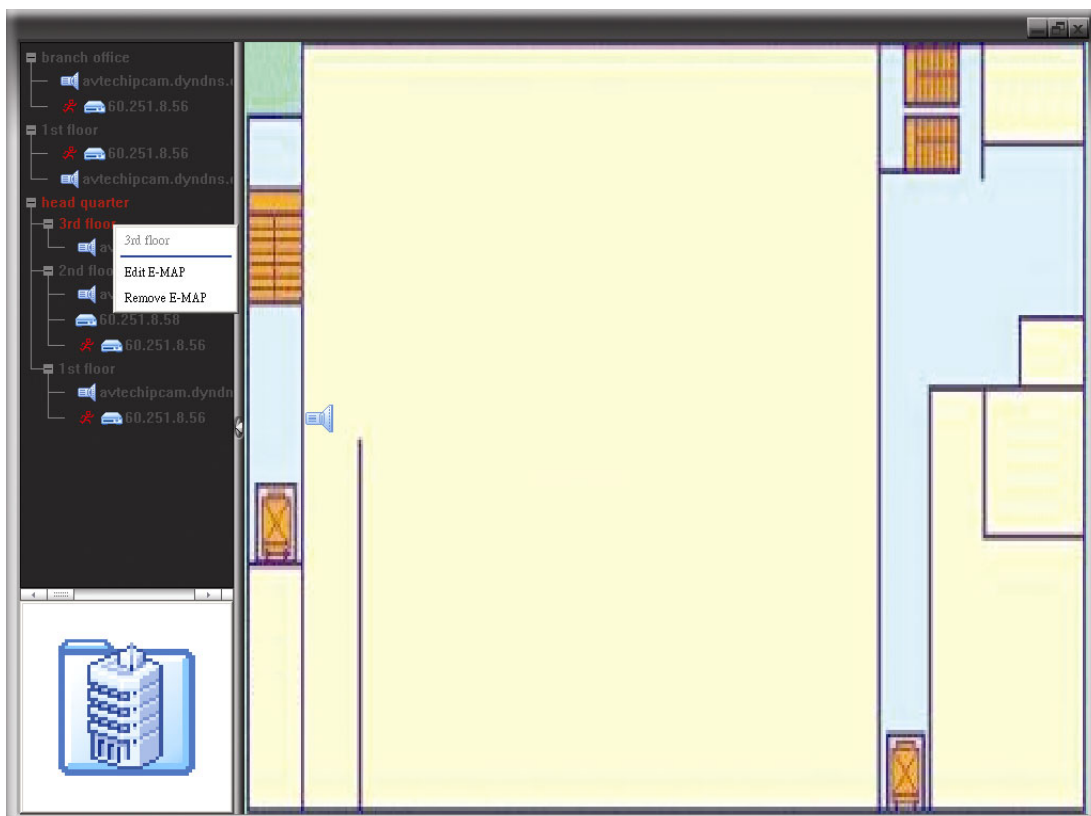 branch office
avtechipcam.dyndns.
60.251.8.56
1st floor
60.251.8.56
avtechipcam.dyndns.
head quarter
3rd floor
av
3rd floor
Edit E-MAP
Remove E-MAP
2nd floo
av
60.251.8.58
60.251.8.56
1st floor
avtechipcam.dyndn
60.251.8.56